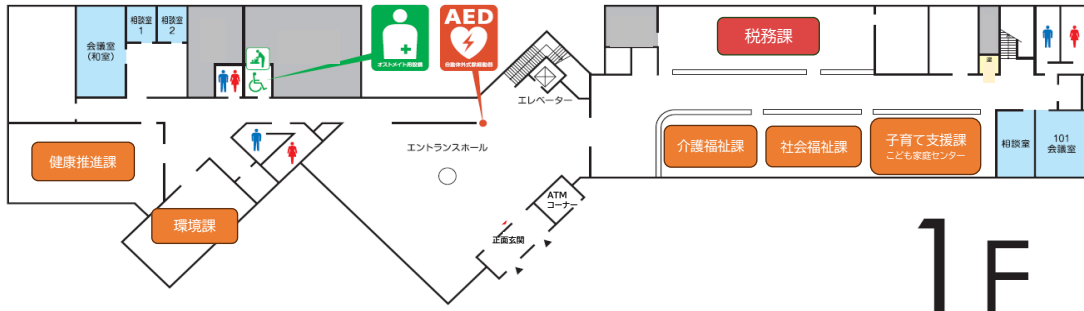 会議室
(和室)
相談室
1
相談室
2
オストメイト用設備
AED
自動体外式除細動器
エレベーター
税務課
エントランスホール
健康推進課
環境課
介護福祉課
社会福祉課
子育て支援課
こども家庭センター
相談室
101
会議室
ATM
コーナー
正面玄関
1F